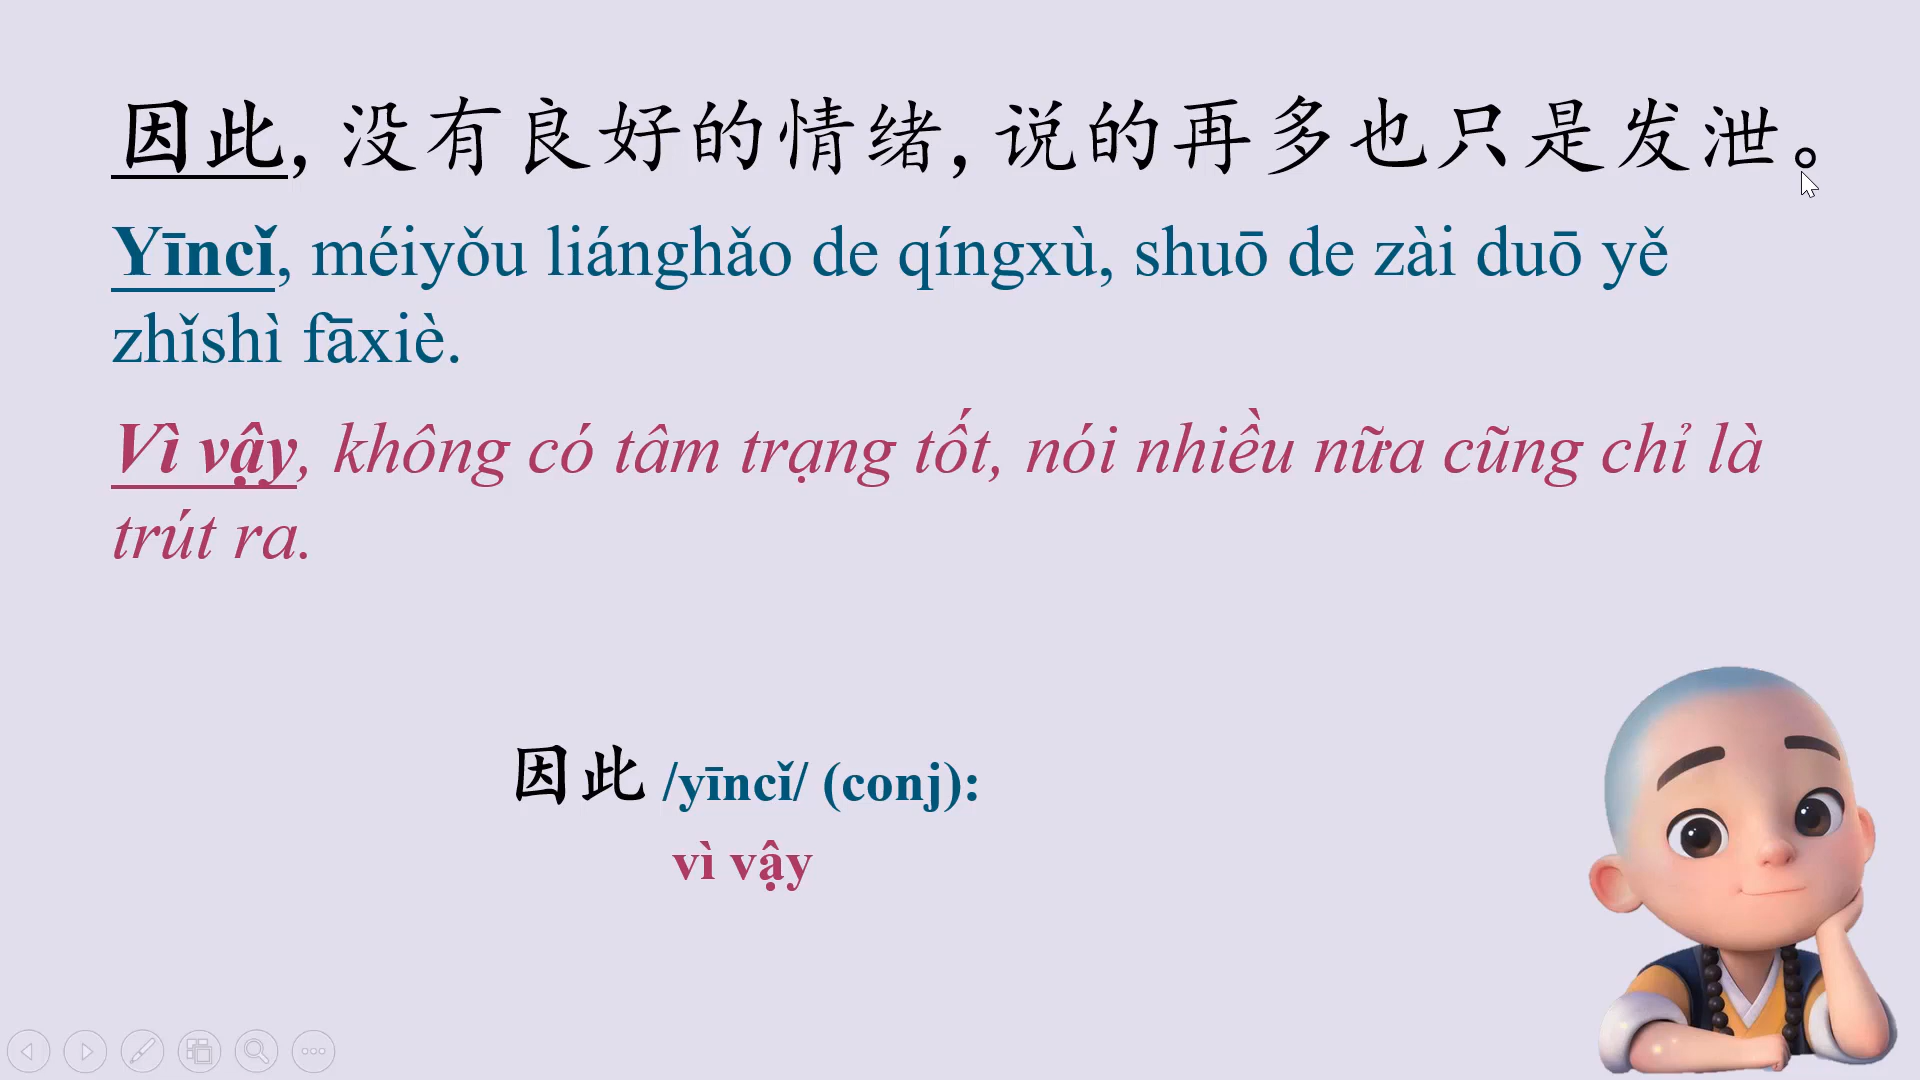 因此, 没有良好的情绪, 说的再多也只是发泄。
Yīncǐ, méiyǒu liánghǎo de qíngxù, shuō de zài duō yě
zhǐshì fāxiè.
Vì vậy, không có tâm trạng tốt, nói nhiều nữa cũng chỉ là
trút ra.
因此 /yīncǐ/ (conj):
vì vậy